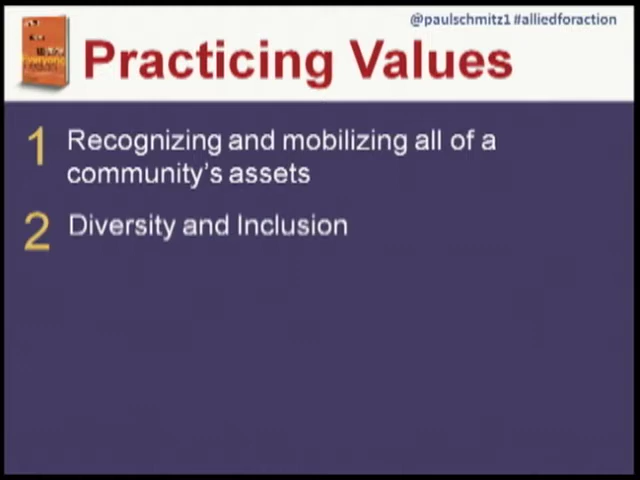 @paulschmitz1 #alliedforaction
Practicing Values
1
Recognizing and mobilizing all of a
community's assets
2
Diversity and Inclusion